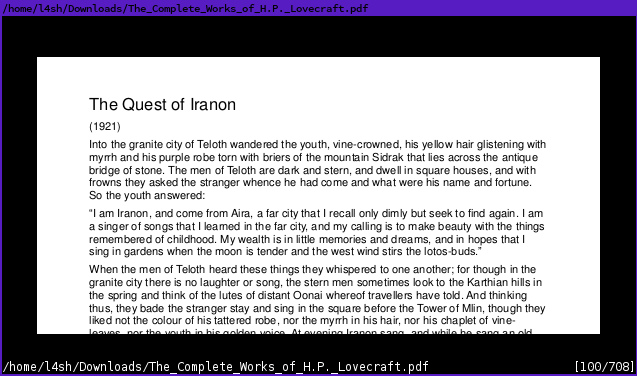 /home/l4sh/Downloads/The_Complete_Works_of_H.P._Lovecraft.pdf
The Quest of Iranon
(1921)
Into the granite city of Teloth wandered the youth, vine-crowned, his yellow hair glistening with
myrrh and his purple robe torn with briers of the mountain Sidrak that lies across the antique
bridge of stone. The men of Teloth are dark and stern, and dwell in square houses, and with
frowns they asked the stranger whence he had come and what were his name and fortune.
So the youth answered:
“I am Iranon, and come from Aira, a far city that I recall only dimly but seek to find again. I am
a singer of songs that I learned in the far city, and my calling is to make beauty with the things
remembered of childhood. My wealth is in little memories and dreams, and in hopes that I
sing in gardens when the moon is tender and the west wind stirs the lotos-buds.”
When the men of Teloth heard these things they whispered to one another; for though in the
granite city there is no laughter or song, the stern men sometimes look to the Karthian hills in
the spring and think of the lutes of distant Oonai whereof travellers have told. And thinking
thus, they bade the stranger stay and sing in the square before the Tower of Mlin, though they
liked not the colour of his tattered robe, nor the myrrh in his hair, nor his chaplet of vine-
leaves, nor the youth in his golden voice. At evening Iranon sang, and while he sang an old
/home/l4sh/Downloads/The_Complete_Works_of_H.P._Lovecraft.pdf
[100/708]